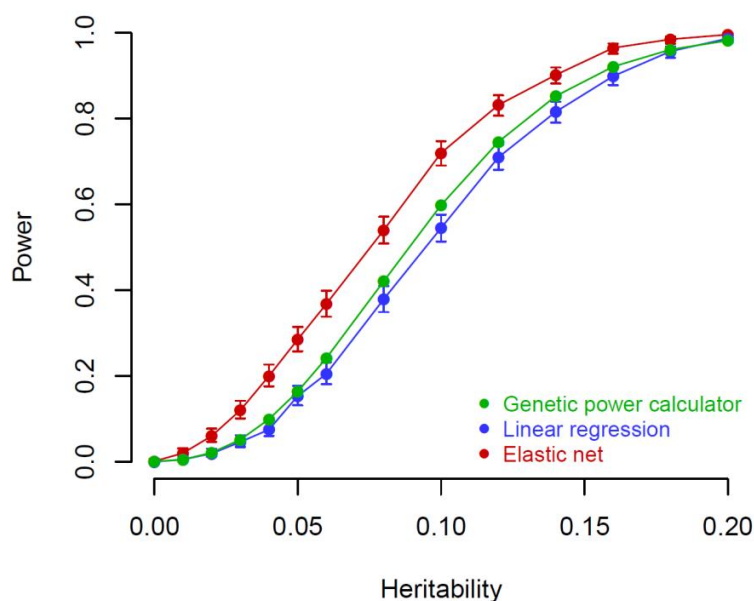 1.0
0.8
0.6
0.4
0.2
0.0
Power
Genetic power calculator
Linear regression
Elastic net
0.00 0.05 0.10 0.15 0.20
Heritability